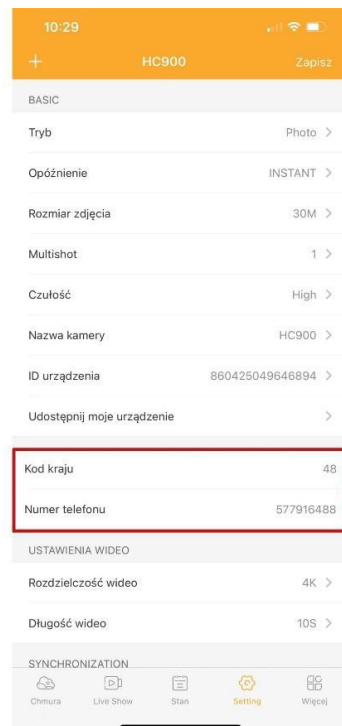 10:29
+ HC900 Zapisz
BASIC
Tryb Photo >
Opóźnienie INSTANT >
Rozmiar zdjęcia 30M >
Multishot 1 >
Czułość High >
Nazwa kamery HC900 >
ID urządzenia 860425049646894 >
Udostępnij moje urządzenie >
Kod kraju 48
Numer telefonu 577916488
USTAWIENIA WIDEO
Rozdzielczość wideo 4K >
Długość wideo 10S >
SYNCHRONIZATION
Chmura Live Show Stan Setting Więcej